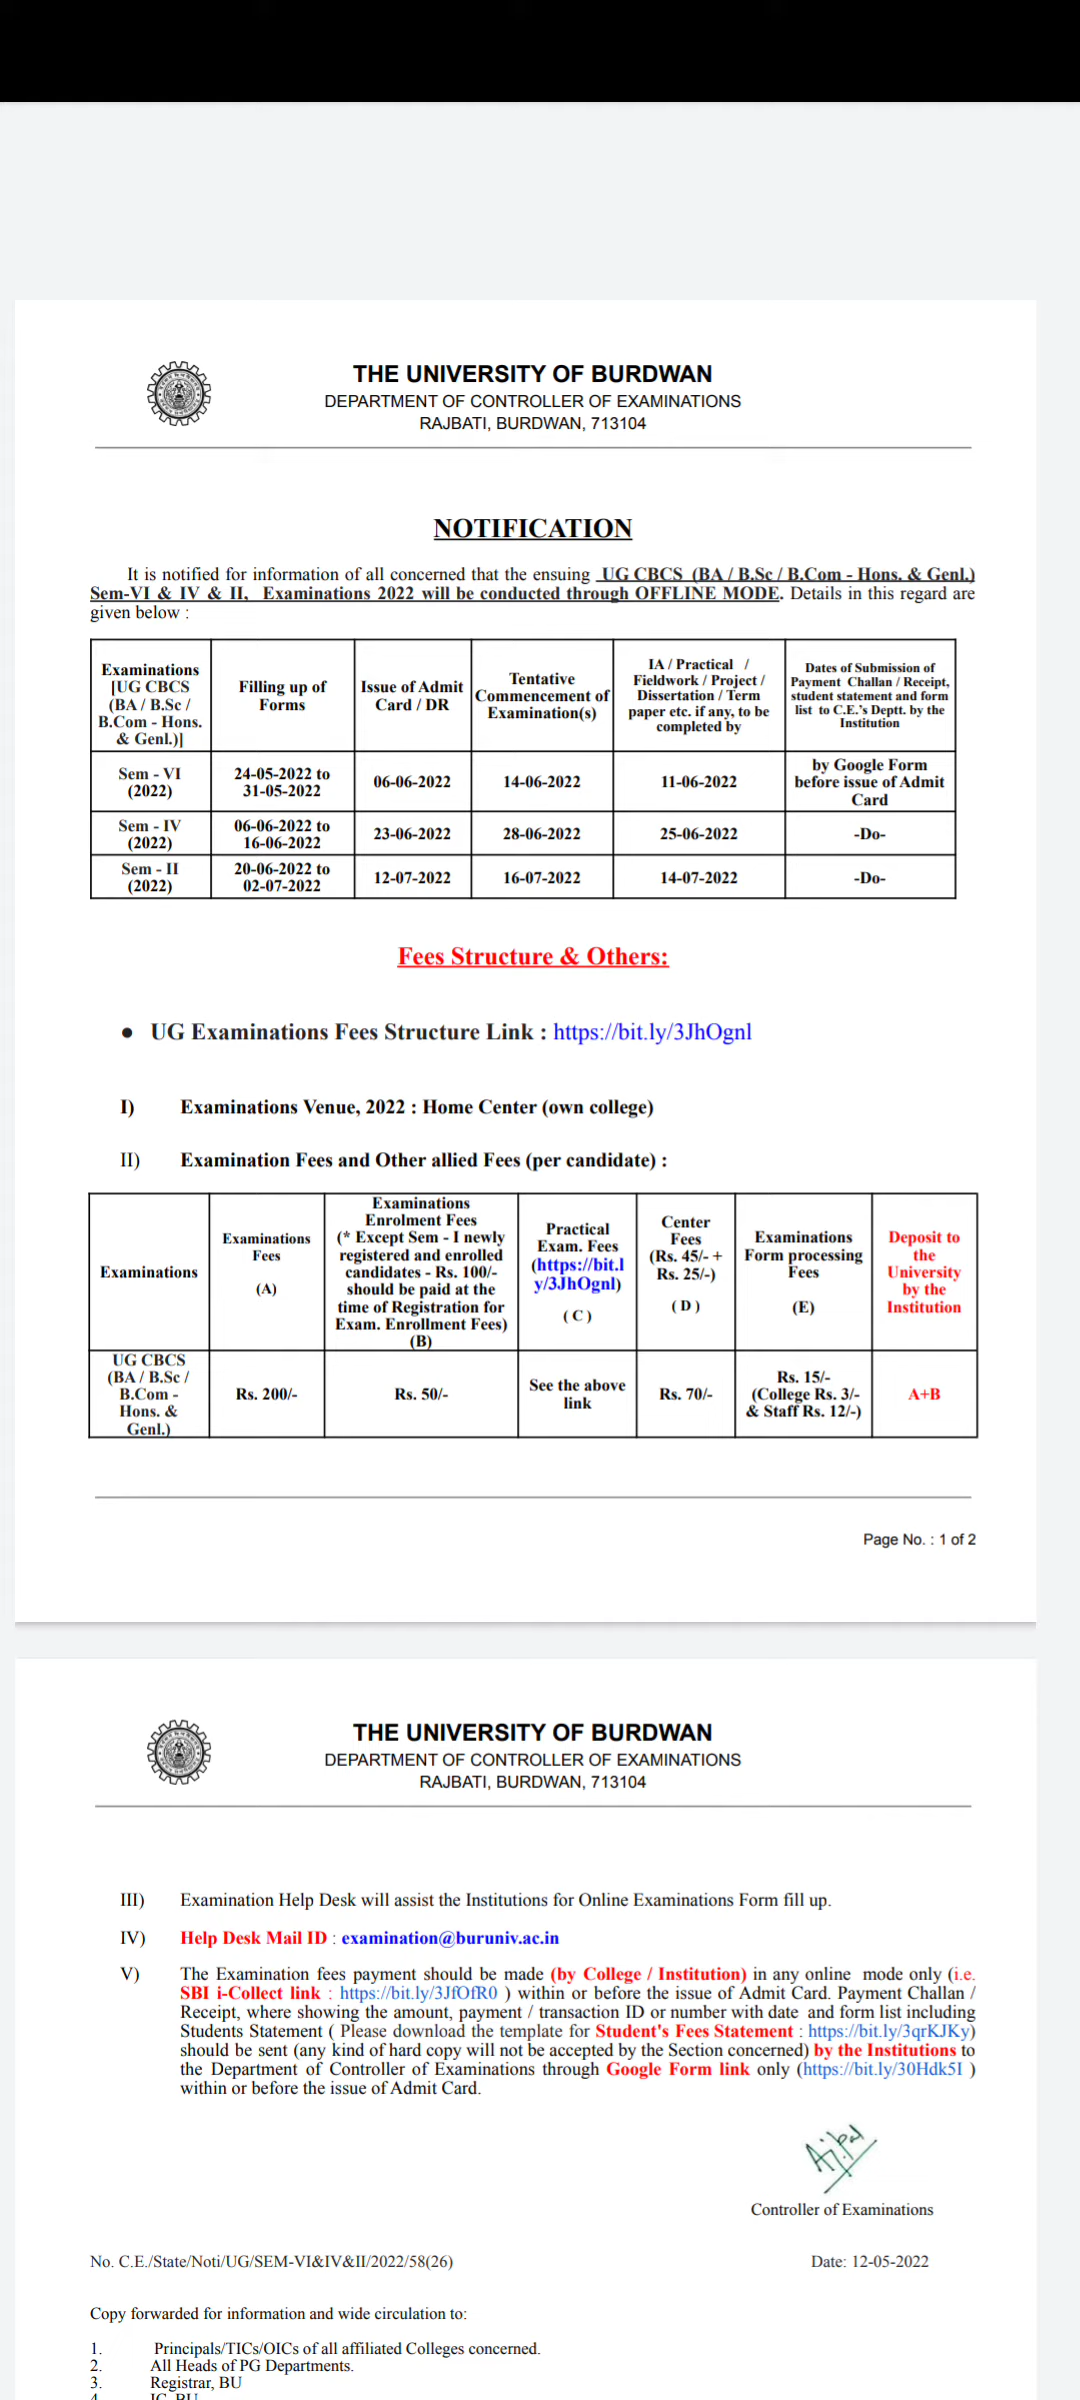 THE UNIVERSITY OF BURDWAN
DEPARTMENT OF CONTROLLER OF EXAMINATIONS
RAJBATI, BURDWAN, 713104
NOTIFICATION
It is notified for information of all concerned that the ensuing UG CBCS (BA / B.Sc / B.Com - Hons. & Genl.)
Sem-VI & IV & II, Examinations 2022 will be conducted through OFFLINE MODE. Details in this regard are
given below :
Examinations
[UG CBCS
(BA / B.Sc /
B.Com - Hons.
& Genl.)]
Filling up of
Forms
Issue of Admit
Card / DR
Tentative
Commencement of
Examination(s)
IA / Practical /
Fieldwork / Project /
Dissertation / Term
paper etc. if any, to be
completed by
Dates of Submission of
Payment Challan / Receipt,
student statement and form
list to C.E.'s Deptt. by the
Institution
Sem - VI
(2022)
24-05-2022 to
31-05-2022
06-06-2022
14-06-2022
11-06-2022
by Google Form
before issue of Admit
Card
Sem - IV
(2022)
06-06-2022 to
16-06-2022
23-06-2022
28-06-2022
25-06-2022
-Do-
Sem - II
(2022)
20-06-2022 to
02-07-2022
12-07-2022
16-07-2022
14-07-2022
-Do-
Fees Structure & Others:
● UG Examinations Fees Structure Link : https://bit.ly/3JhOgnl
I) Examinations Venue, 2022 : Home Center (own college)
II) Examination Fees and Other allied Fees (per candidate) :
Examinations
Examinations
Fees
(A)
Examinations
Enrolment Fees
(* Except Sem - I newly
registered and enrolled
candidates - Rs. 100/-
should be paid at the
time of Registration for
Exam. Enrollment Fees)
(B)
Practical
Exam. Fees
(https://bit.l
y/3JhOgnl)
( C )
Center
Fees
(Rs. 45/- +
Rs. 25/-)
( D )
Examinations
Form processing
Fees
(E)
Deposit to
the
University
by the
Institution
UG CBCS
(BA / B.Sc /
B.Com -
Hons. &
Genl.)
Rs. 200/-
Rs. 50/-
See the above
link
Rs. 70/-
Rs. 15/-
(College Rs. 3/-
& Staff Rs. 12/-)
A+B
Page No. : 1 of 2
THE UNIVERSITY OF BURDWAN
DEPARTMENT OF CONTROLLER OF EXAMINATIONS
RAJBATI, BURDWAN, 713104
III) Examination Help Desk will assist the Institutions for Online Examinations Form fill up.
IV) Help Desk Mail ID : examination@buruniv.ac.in
V) The Examination fees payment should be made (by College / Institution) in any online mode only (i.e.
SBI i-Collect link : https://bit.ly/3JfOfR0 ) within or before the issue of Admit Card. Payment Challan /
Receipt, where showing the amount, payment / transaction ID or number with date and form list including
Students Statement ( Please download the template for Student's Fees Statement : https://bit.ly/3qrKJKy)
should be sent (any kind of hard copy will not be accepted by the Section concerned) by the Institutions to
the Department of Controller of Examinations through Google Form link only (https://bit.ly/30Hdk5I )
within or before the issue of Admit Card.
Controller of Examinations
No. C.E./State/Noti/UG/SEM-VI&IV&II/2022/58(26)
Date: 12-05-2022
Copy forwarded for information and wide circulation to:
1. Principals/TICs/OICs of all affiliated Colleges concerned.
2. All Heads of PG Departments.
3. Registrar, BU